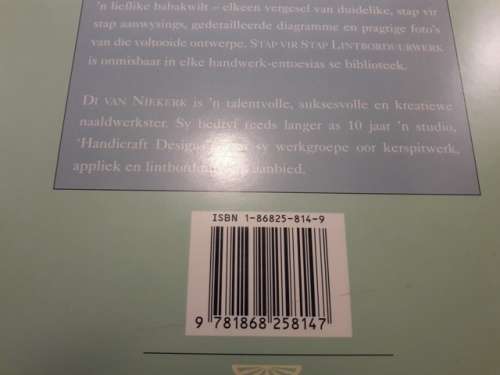 'n lieflike babakwilt – elkeen vergesel van duidelike, stap vir
stap aanwysings, gedetailleerde diagramme en pragtige foto's
van die voltooide ontwerpe. STAP VIR STAP LINTBORDUURWERK
is onmisbaar in elke handwerk-entoesias se biblioteek.
DI VAN NIEKERK is 'n talentvolle, suksesvolle en kreatiewe
naaldwerkster. Sy bedryf reeds langer as 10 jaar 'n studio,
'Handicraft Design sy werkgroepe oor kerspitwerk,
appliek en aanbied.
ISBN 1-86825-814-9
9 781868 258147